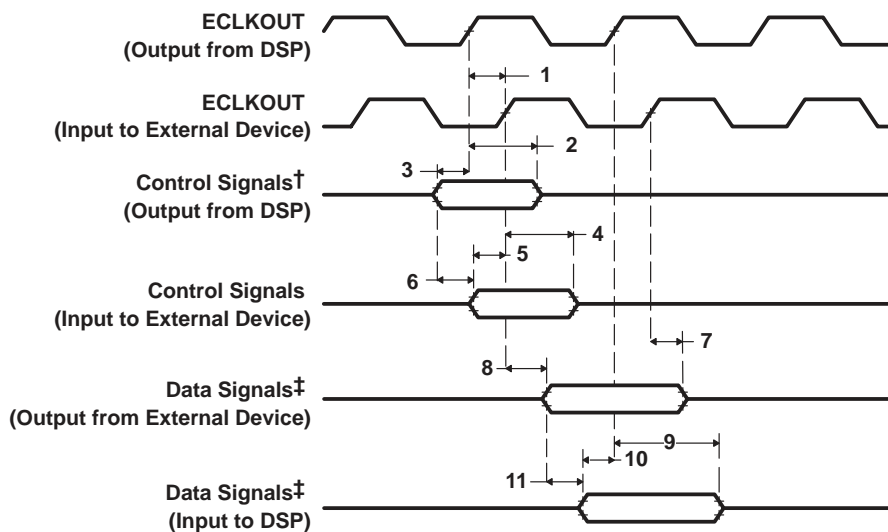 ECLKOUT
(Output from DSP)
1
ECLKOUT
(Input to External Device)
2
3
Control Signals†
(Output from DSP)
4
5
6
Control Signals
(Input to External Device)
7
8
Data Signals‡
(Output from External Device)
9
10
11
Data Signals‡
(Input to DSP)